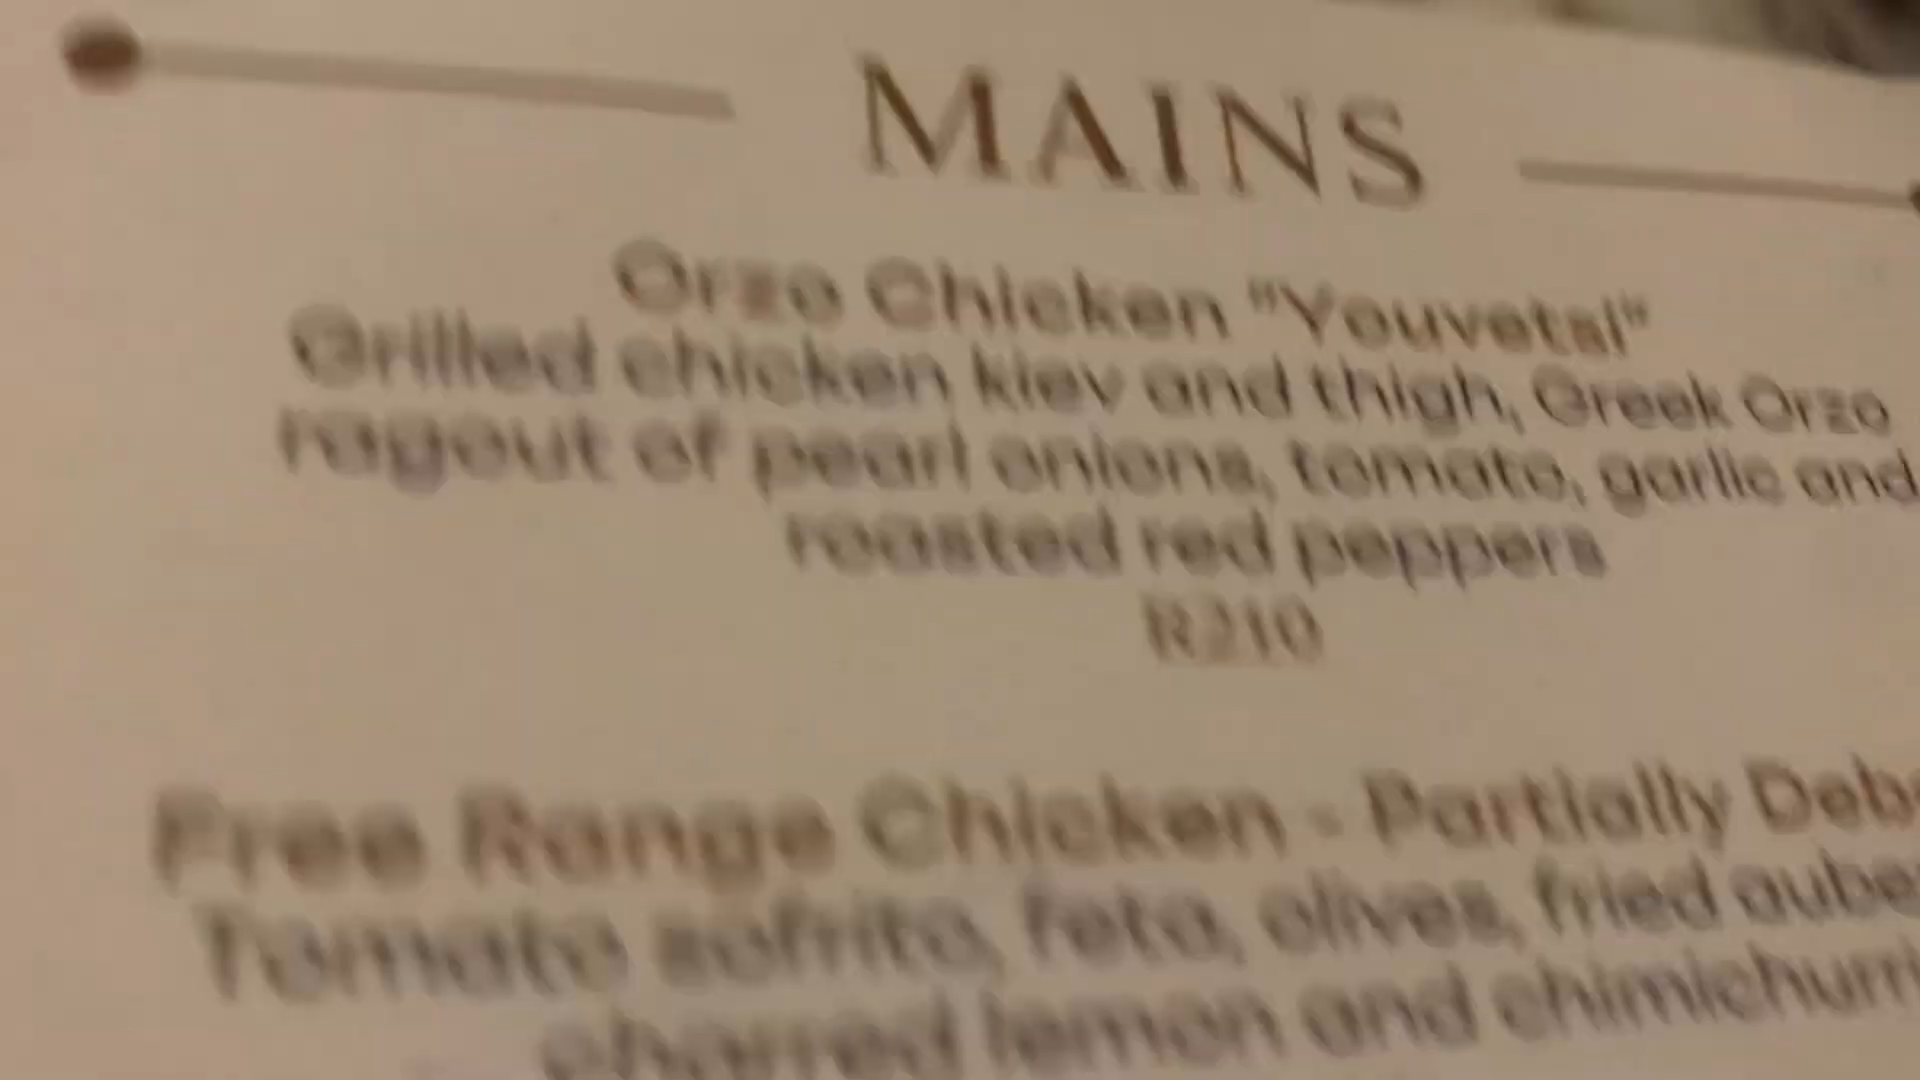 MAINS
Orzo Chicken "Youvetsi"
Grilled chicken kiev and thigh, Greek Orzo
ragout of pearl onions, tomato, garlic and
roasted red peppers
R210
Free Range Chicken - Partially
Tomato sofrito, feta, olives, fried
charred lemon and chimichurri